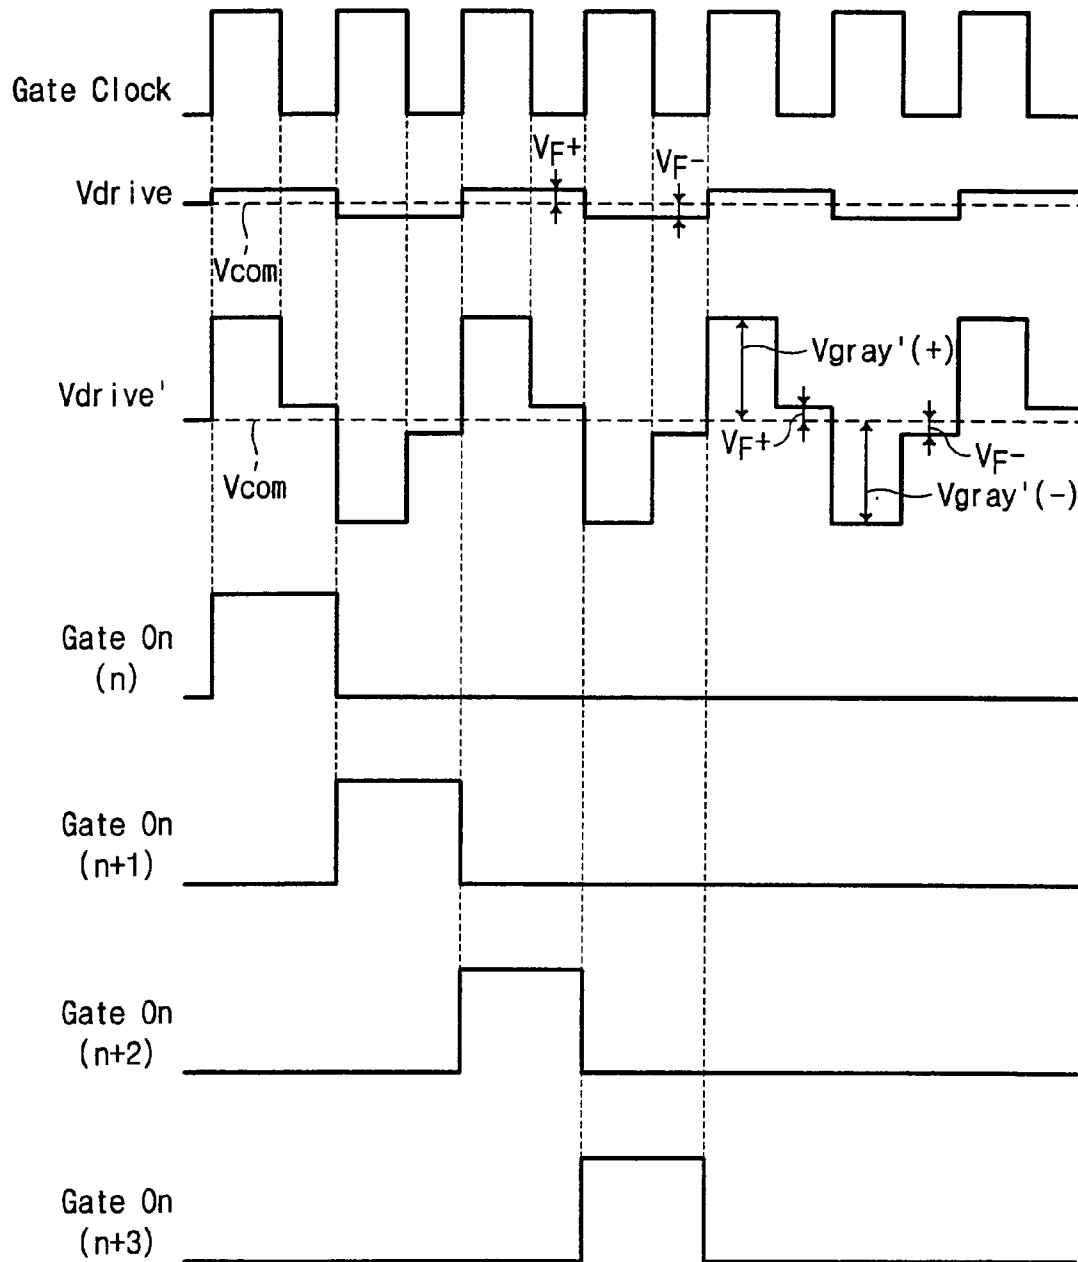 Gate Clock
VF+
VF-
Vdrive
Vcom
Vgray'(+)
Vdrive'
VF+
VF-
Vcom
Vgray'(-)
Gate On
(n)
Gate On
(n+1)
Gate On
(n+2)
Gate On
(n+3)